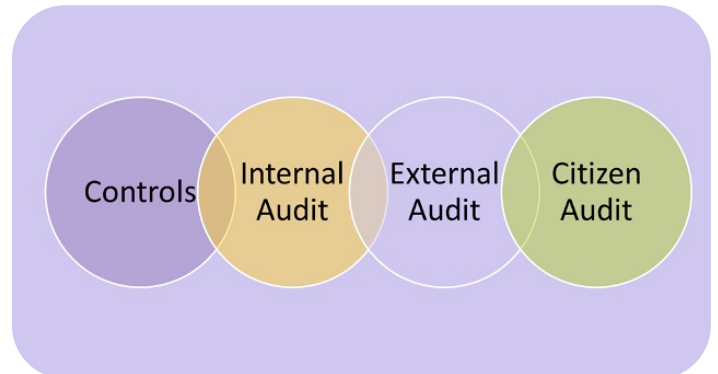 Controls
Internal
Audit
External
Audit
Citizen
Audit